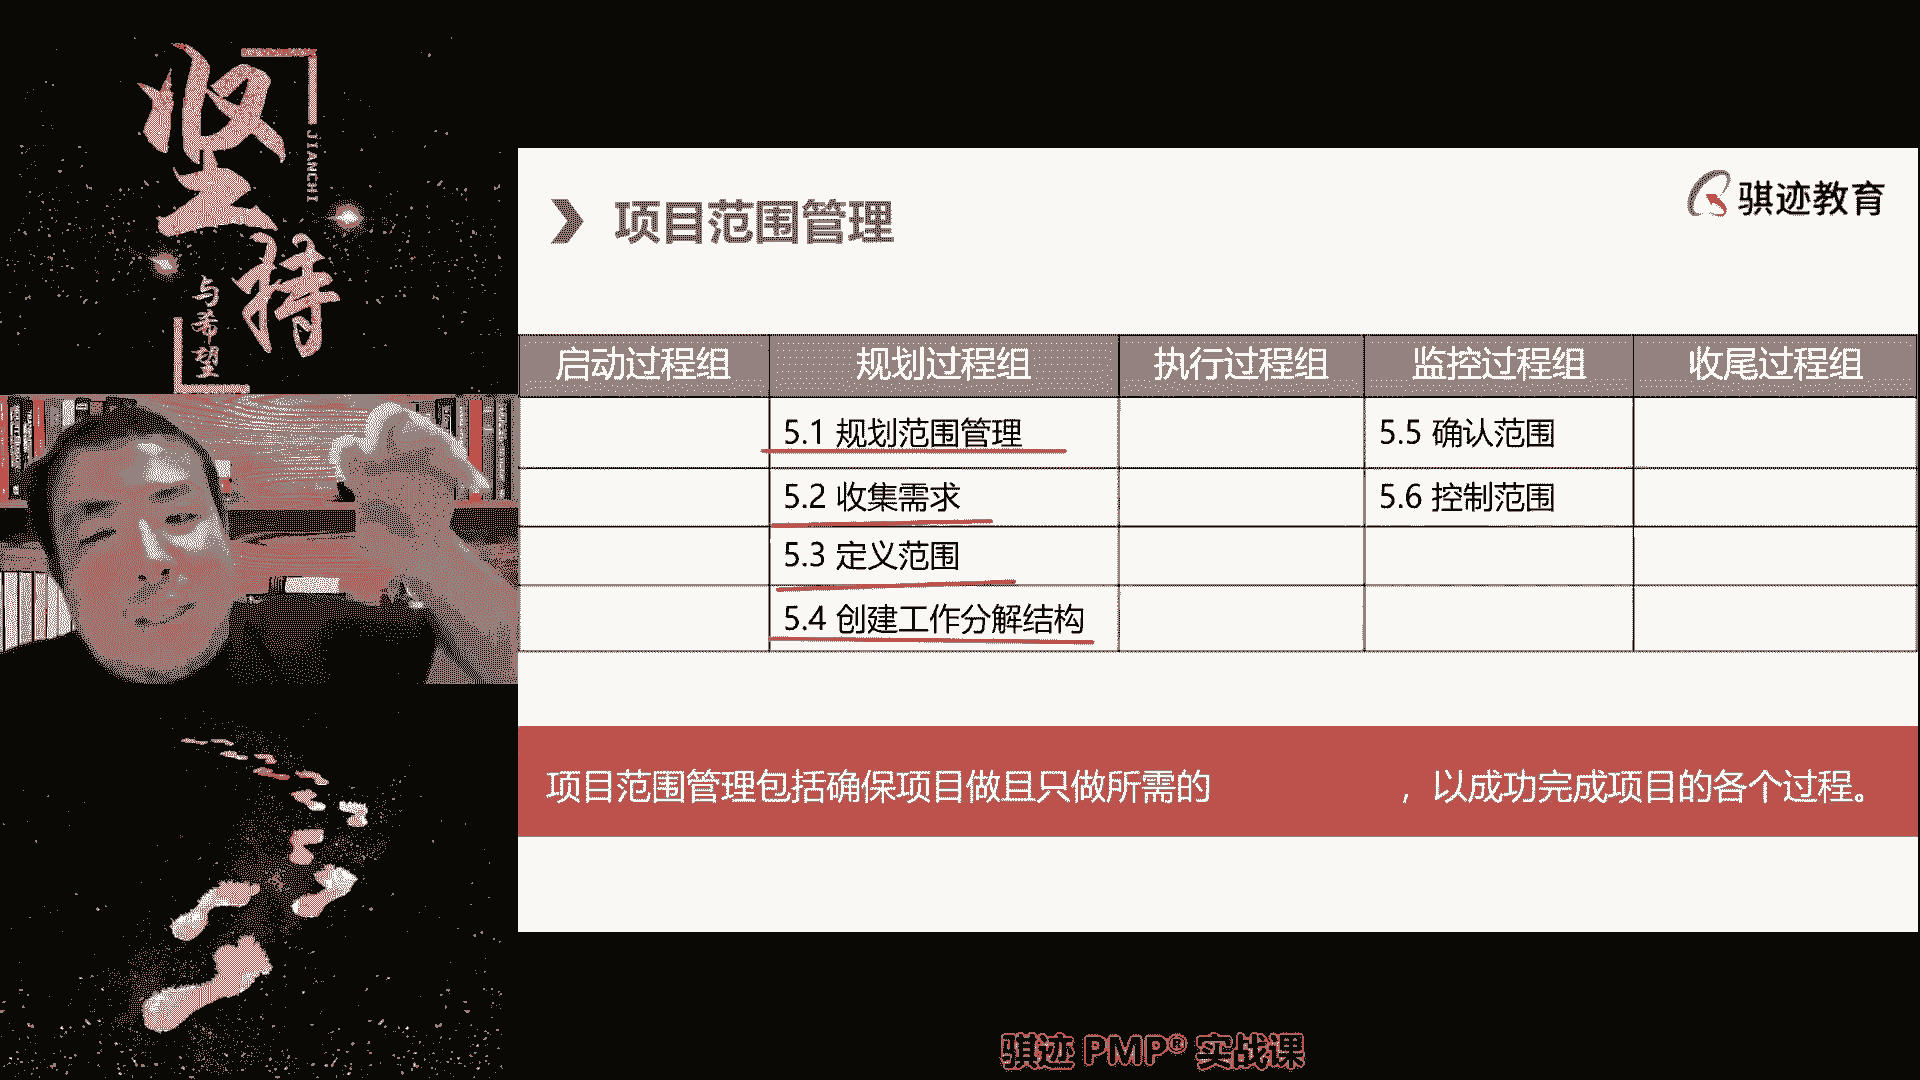 坚持
JIANCHI
与希望
骐迹教育
项目范围管理
启动过程组 规划过程组 执行过程组 监控过程组 收尾过程组
5.1 规划范围管理 5.5 确认范围
5.2 收集需求 5.6 控制范围
5.3 定义范围
5.4 创建工作分解结构
项目范围管理包括确保项目做且只做所需的 ，以成功完成项目的各个过程。
骐迹 PMP® 实战课